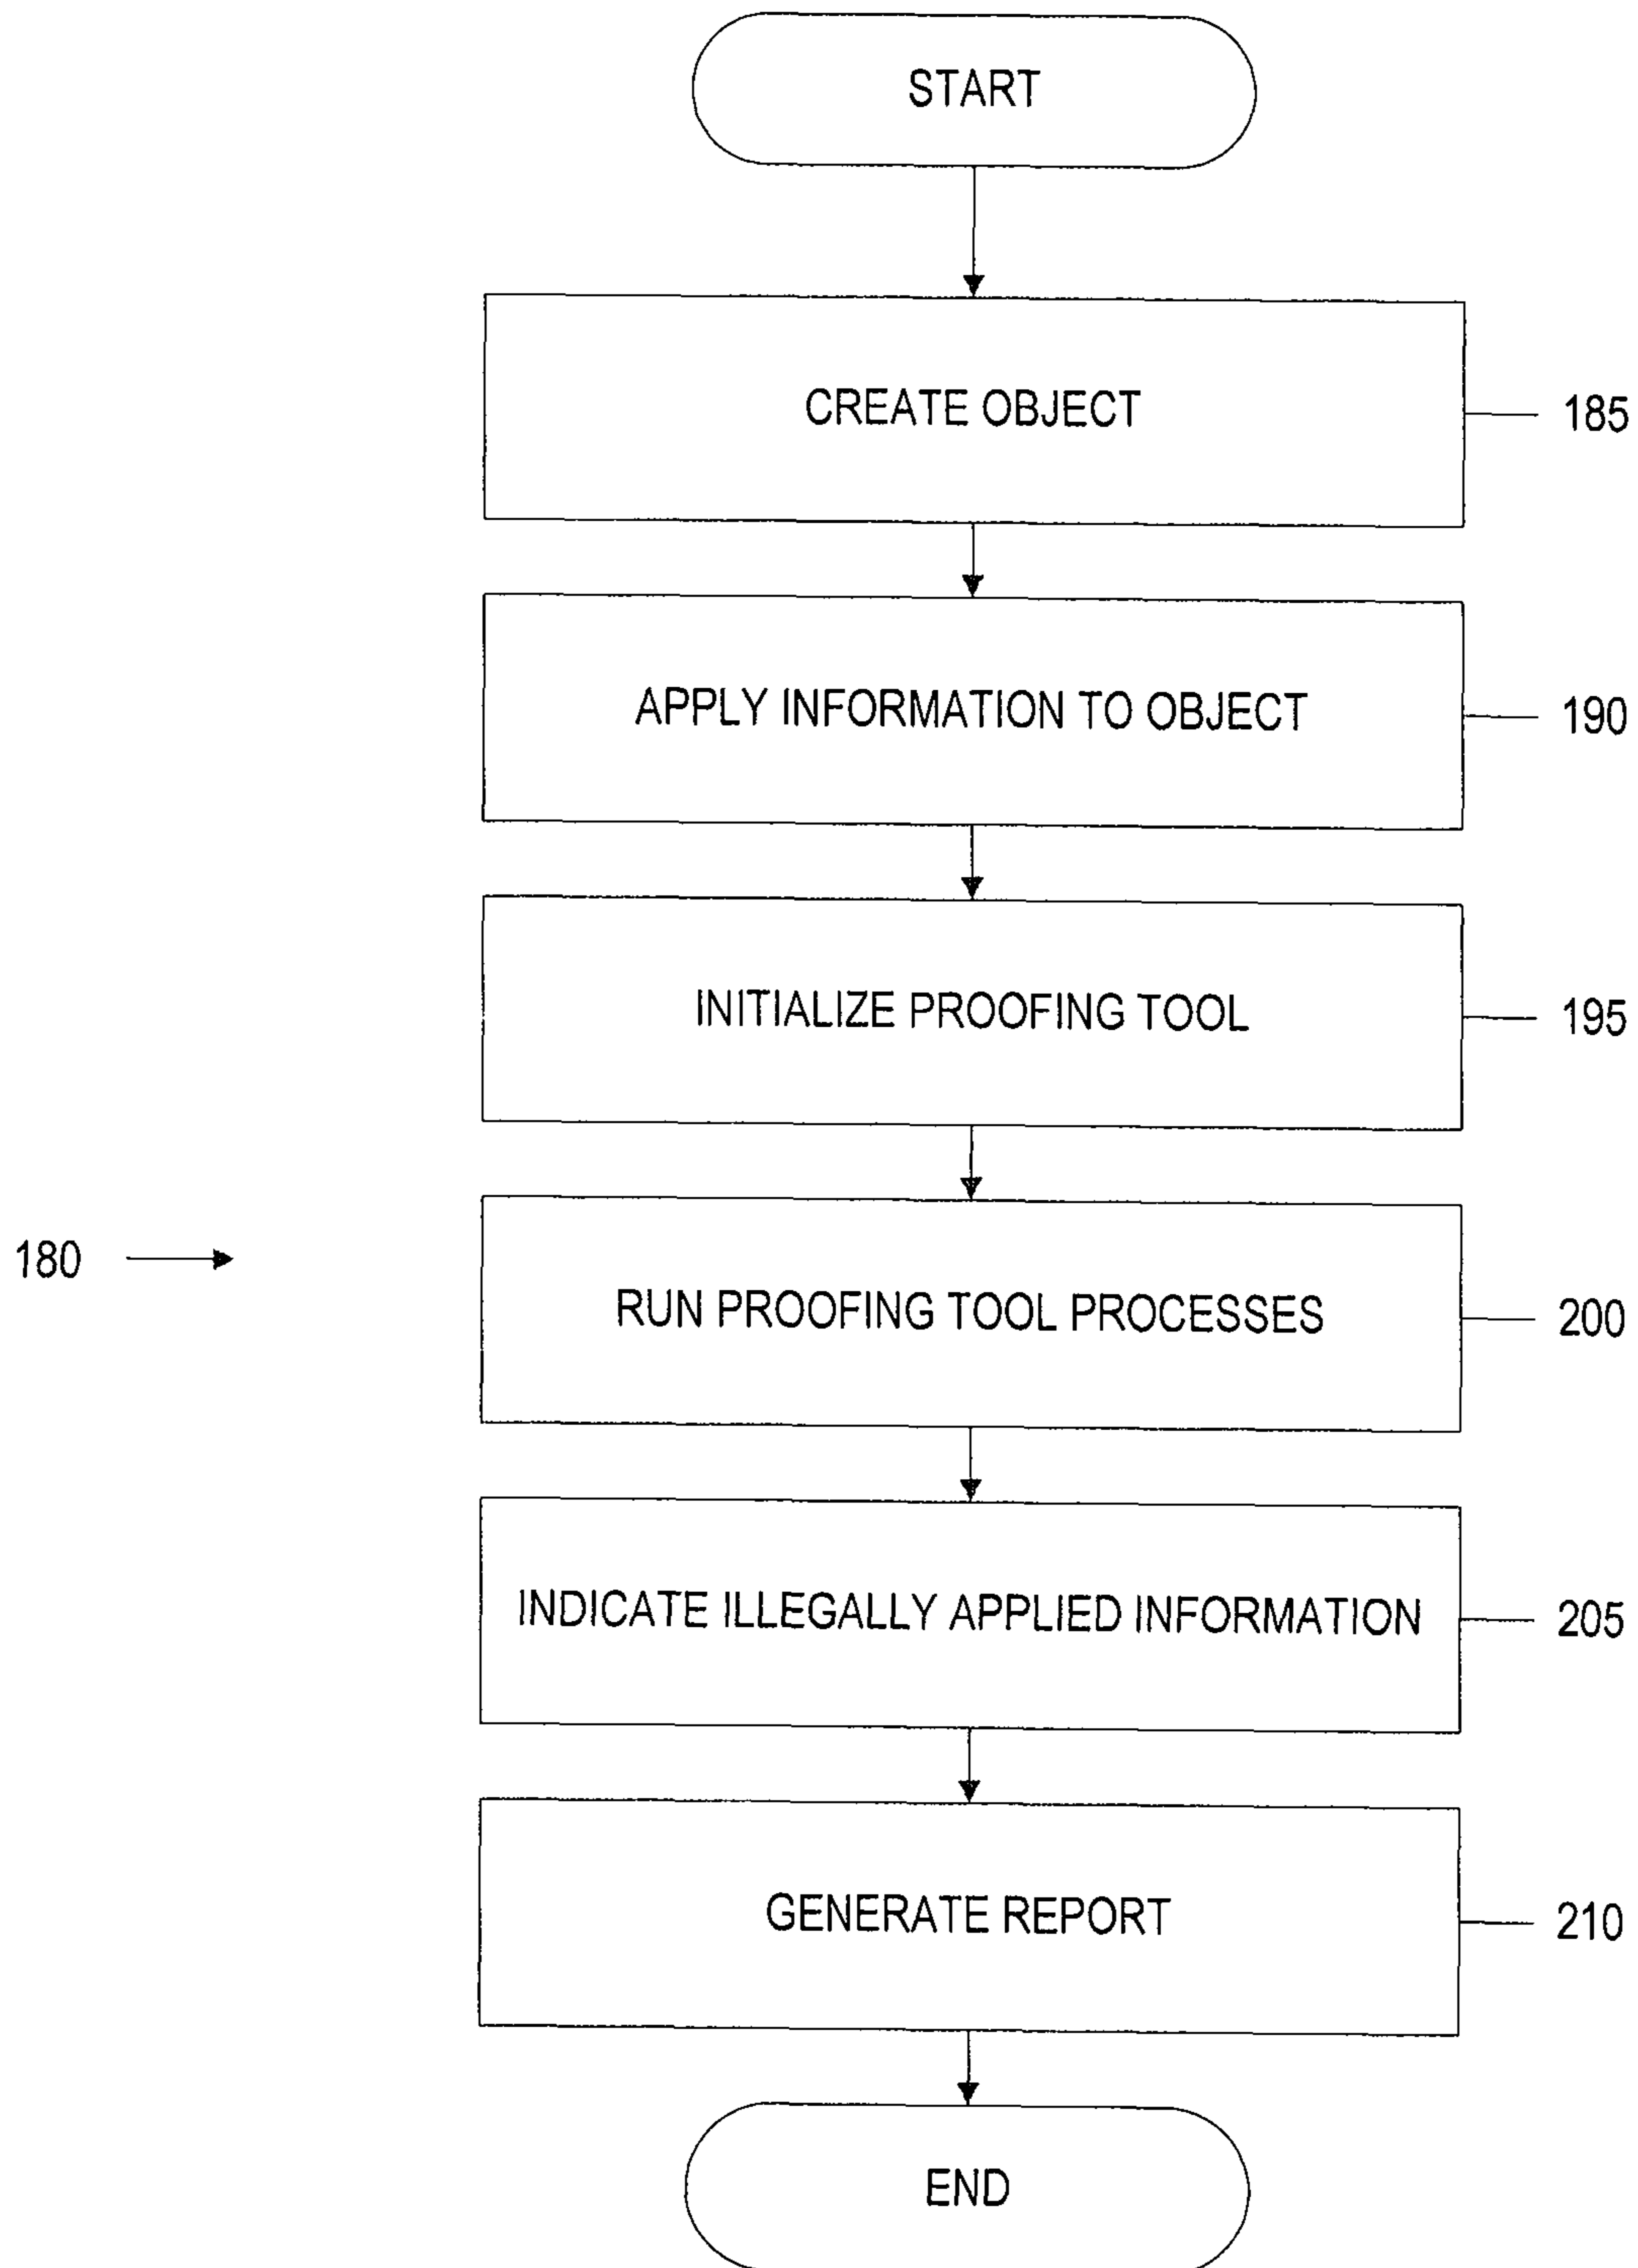 START
CREATE OBJECT
185
APPLY INFORMATION TO OBJECT
190
INITIALIZE PROOFING TOOL
195
180
RUN PROOFING TOOL PROCESSES
200
INDICATE ILLEGALLY APPLIED INFORMATION
205
GENERATE REPORT
210
END